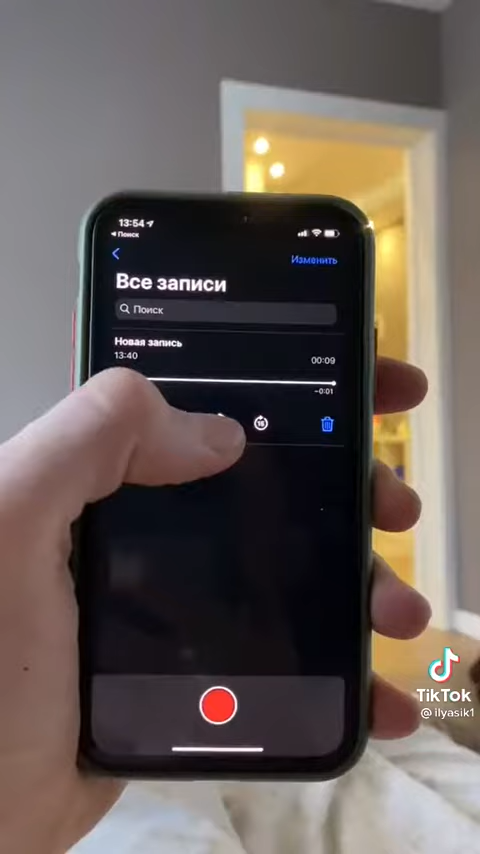 13:54
◂ Поиск
Изменить
Все записи
Поиск
Новая запись
13:40
00:09
-0:01
15
TikTok
@ilyasik1